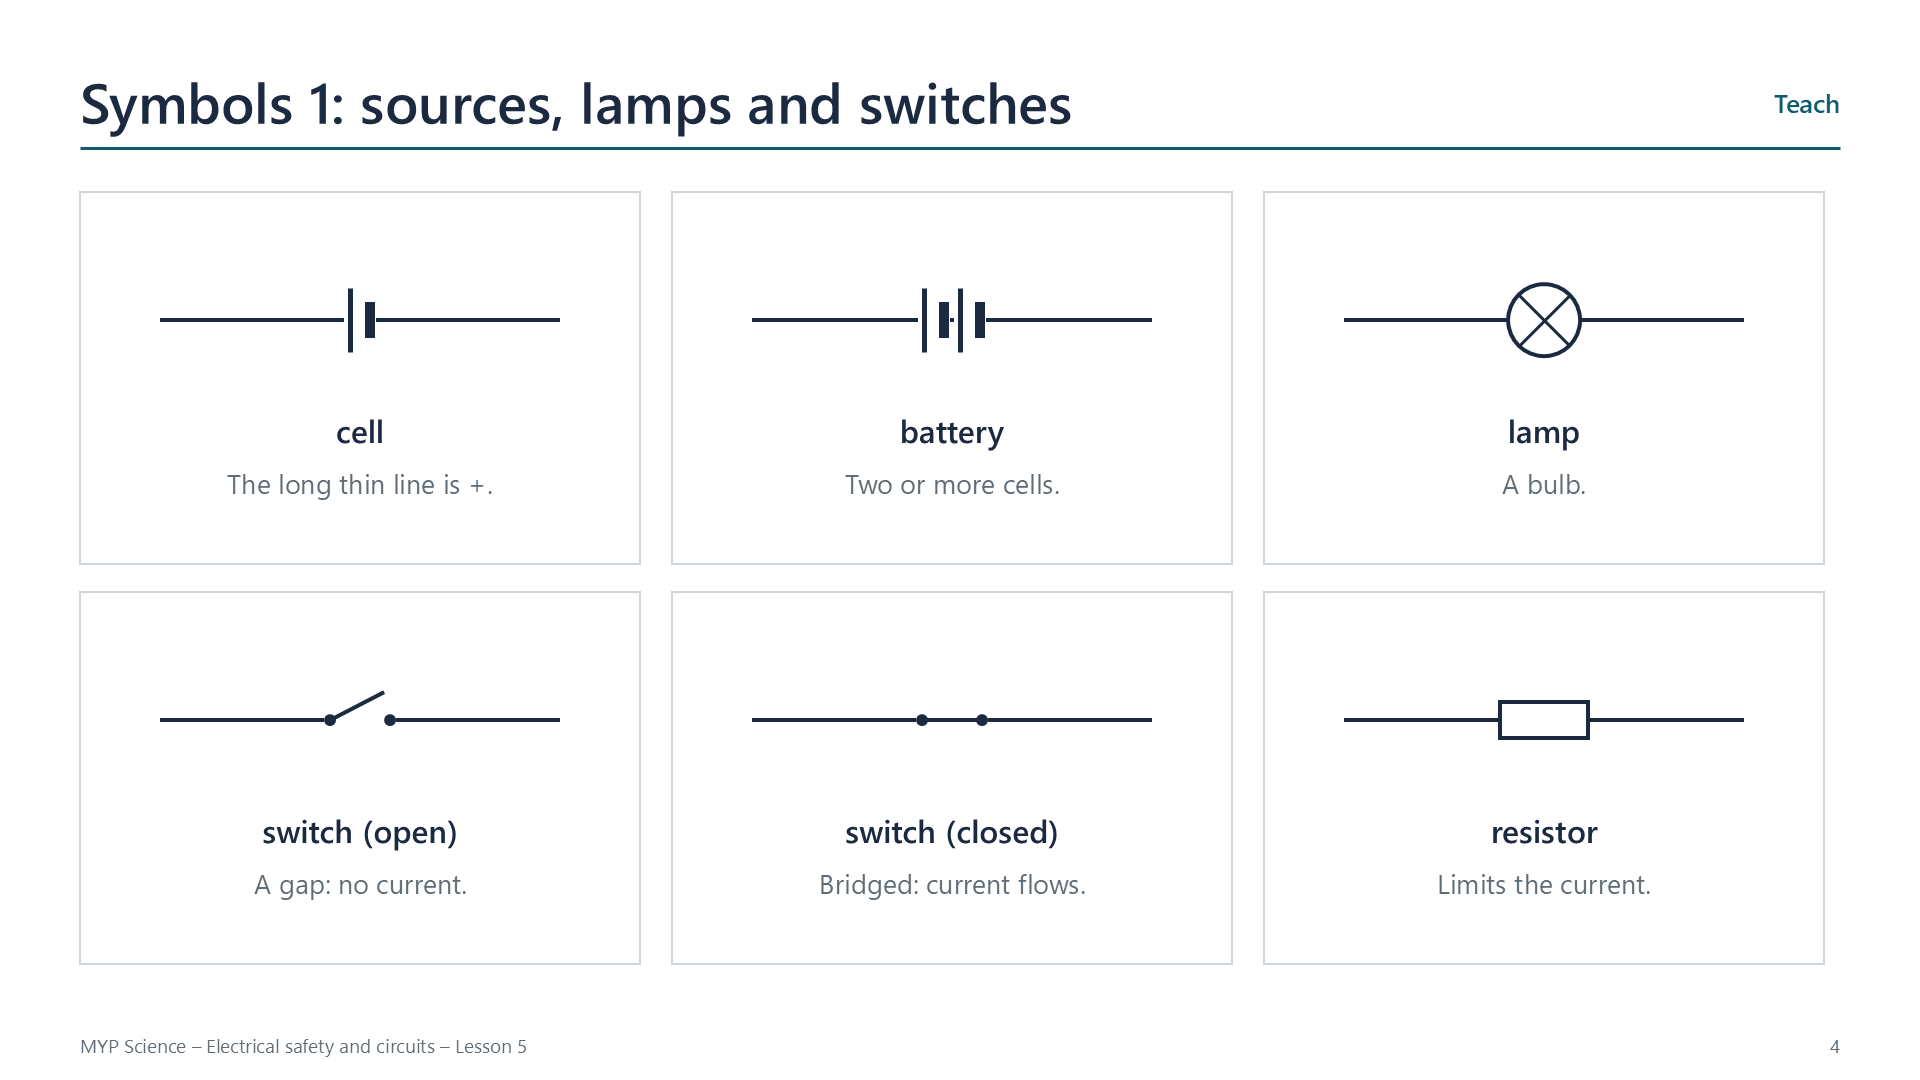 Symbols 1: sources, lamps and switches
Teach
cell
The long thin line is +.
battery
Two or more cells.
lamp
A bulb.
switch (open)
A gap: no current.
switch (closed)
Bridged: current flows.
resistor
Limits the current.
MYP Science – Electrical safety and circuits – Lesson 5
4